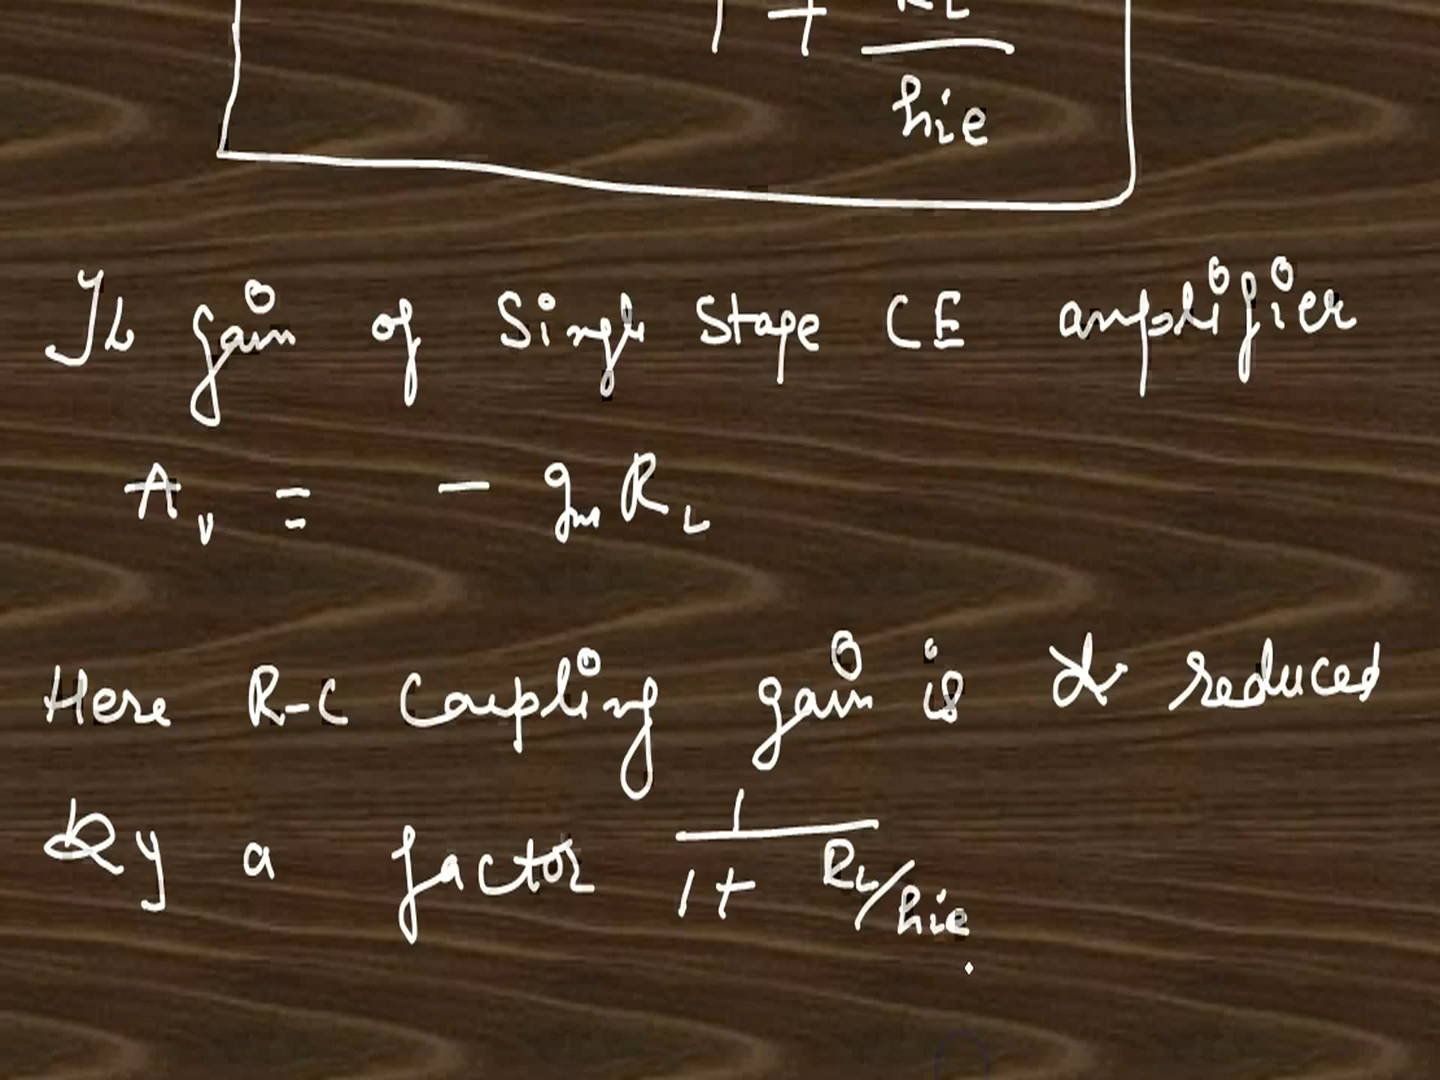 1 + RL
hie
The gain of Single Stage CE amplifier
Av = - gm RL
Here R-C Coupling gain is reduced
By a factor 1
1+ RL/hie.